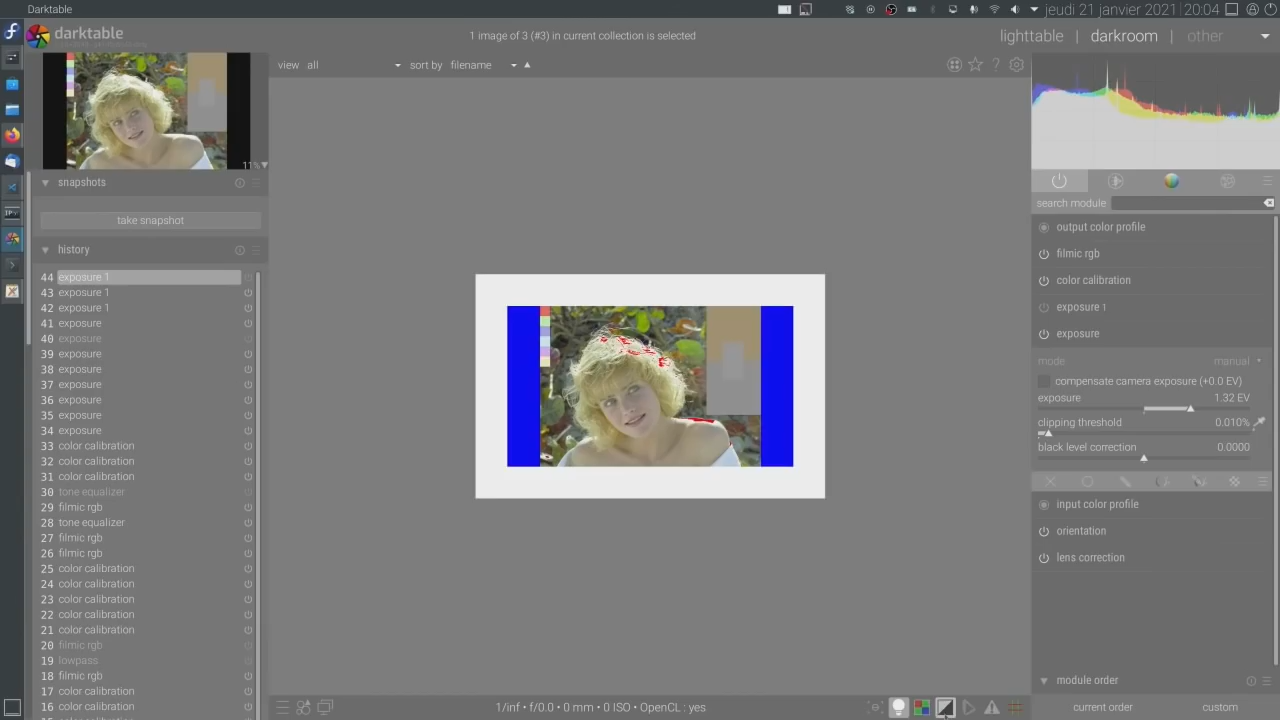 Darktable
jeudi 21 janvier 2021 20:04
darktable
1 image of 3 (#3) in current collection is selected
lighttable | darkroom | other
view all sort by filename
11%
snapshots
take snapshot
history
44 exposure 1
43 exposure 1
42 exposure 1
41 exposure
40 exposure
39 exposure
38 exposure
37 exposure
36 exposure
35 exposure
34 exposure
33 color calibration
32 color calibration
31 color calibration
30 tone equalizer
29 filmic rgb
28 tone equalizer
27 filmic rgb
26 filmic rgb
25 color calibration
24 color calibration
23 color calibration
22 color calibration
21 color calibration
20 filmic rgb
19 lowpass
18 filmic rgb
17 color calibration
16 color calibration
1/inf • f/0.0 • 0 mm • 0 ISO • OpenCL : yes
search module
output color profile
filmic rgb
color calibration
exposure 1
exposure
mode manual
compensate camera exposure (+0.0 EV)
exposure 1.32 EV
clipping threshold 0.010%
black level correction 0.0000
input color profile
orientation
lens correction
module order
current order custom